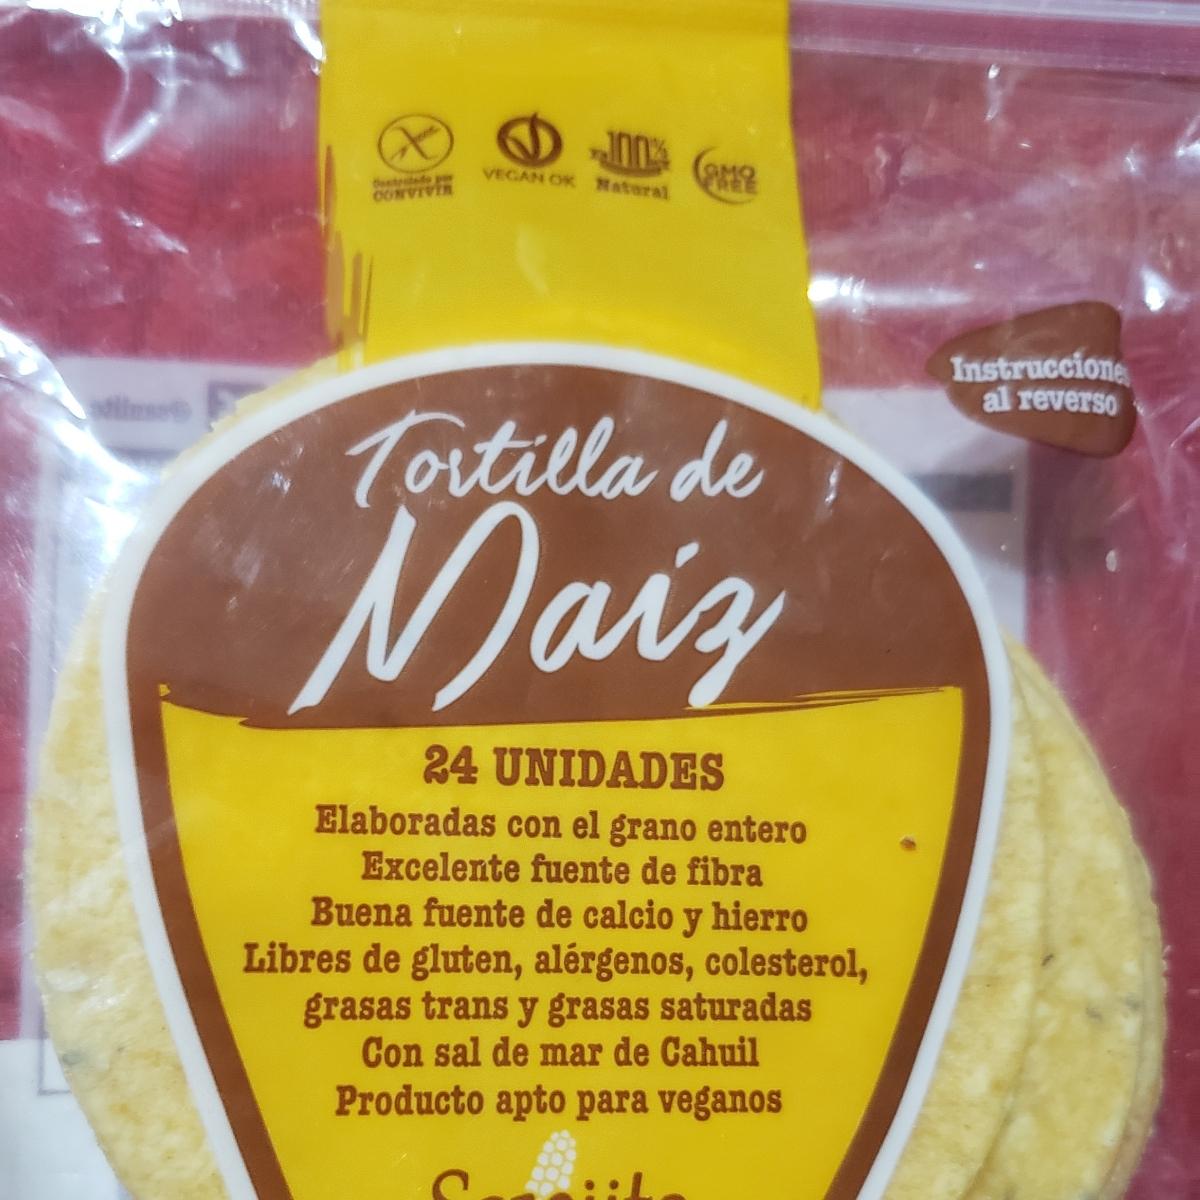 Controlado por
CONVIVIR
VEGAN OK
100%
Natural
GMO
FREE
Instrucciones
al reverso
Tortilla de
Maíz
24 UNIDADES
Elaboradas con el grano entero
Excelente fuente de fibra
Buena fuente de calcio y hierro
Libres de gluten, alérgenos, colesterol,
grasas trans y grasas saturadas
Con sal de mar de Cahuil
Producto apto para veganos